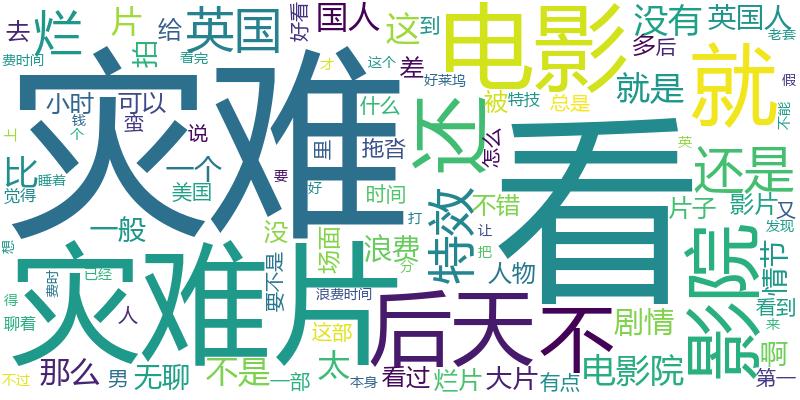 去
烂
片
拍
给
英国
好看
国人
这
到
电影
没有
英国人
多后
老套
费时间
看完
灾难
才
这个
差
好莱坞
就是
就
假
小时
可以
蛮
什么
被
特技
总是
上
钱
个
说
里
拖沓
还
怎么
看
不能
比
觉得
睡着
一个
美国
要
好
时间
特效
不错
英
还是
片子
影片
又
一般
没
场面
浪费
打
让
把
影院
情节
发现
想
灾难片
已经
费时
要不是
分
人物
看到
来
得
聊着
人
浪费时间
这部
后天
不
剧情
啊
不过
那么
男
无聊
不是
一部
太
本身
看过
烂片
大片
有点
电影院
第一